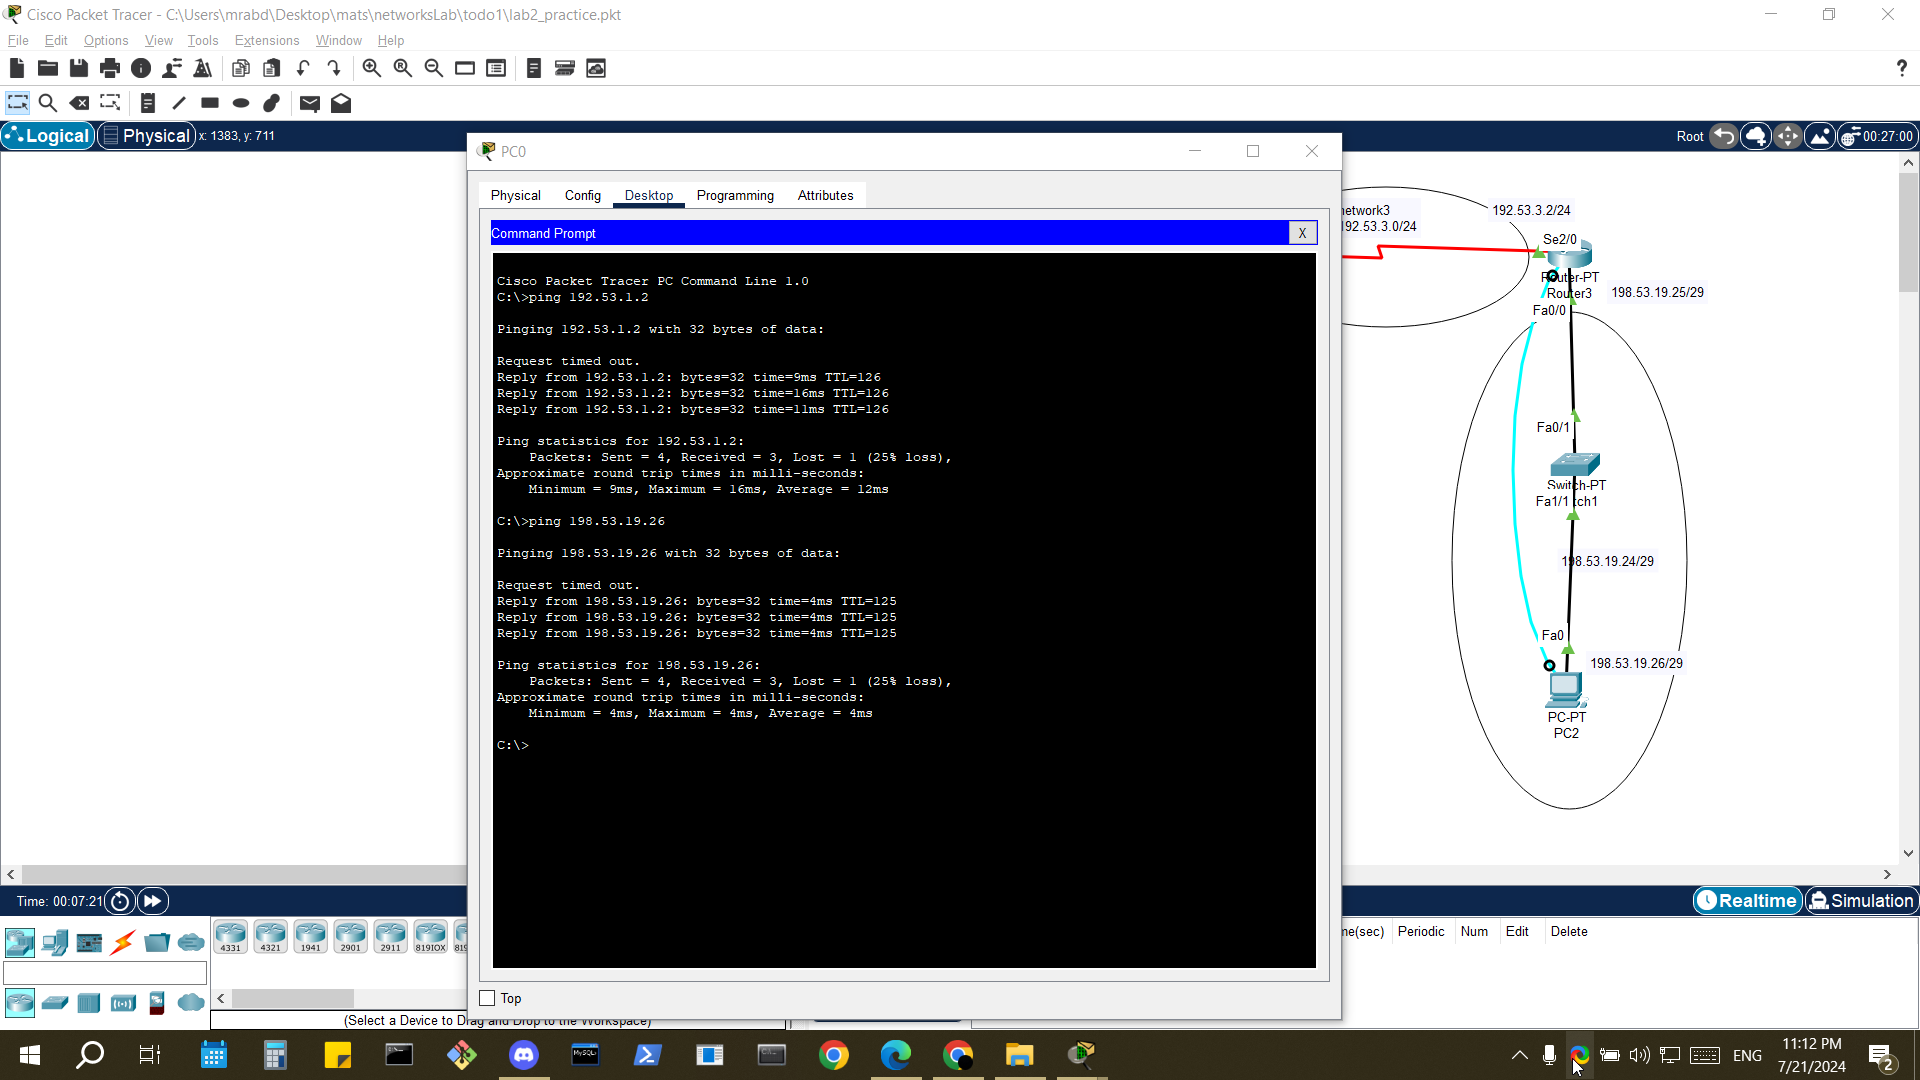 Cisco Packet Tracer - C:\Users\mrabd\Desktop\mats\networksLab\todo1\lab2_practice.pkt
File Edit Options View Tools Extensions Window Help
?
Logical Physical x: 1383, y: 711
Root 00:27:00
PC0
Physical Config Desktop Programming Attributes
Command Prompt X
Cisco Packet Tracer PC Command Line 1.0
C:\>ping 192.53.1.2
Pinging 192.53.1.2 with 32 bytes of data:
Request timed out.
Reply from 192.53.1.2: bytes=32 time=9ms TTL=126
Reply from 192.53.1.2: bytes=32 time=16ms TTL=126
Reply from 192.53.1.2: bytes=32 time=11ms TTL=126
Ping statistics for 192.53.1.2:
Packets: Sent = 4, Received = 3, Lost = 1 (25% loss),
Approximate round trip times in milli-seconds:
Minimum = 9ms, Maximum = 16ms, Average = 12ms
C:\>ping 198.53.19.26
Pinging 198.53.19.26 with 32 bytes of data:
Request timed out.
Reply from 198.53.19.26: bytes=32 time=4ms TTL=125
Reply from 198.53.19.26: bytes=32 time=4ms TTL=125
Reply from 198.53.19.26: bytes=32 time=4ms TTL=125
Ping statistics for 198.53.19.26:
Packets: Sent = 4, Received = 3, Lost = 1 (25% loss),
Approximate round trip times in milli-seconds:
Minimum = 4ms, Maximum = 4ms, Average = 4ms
C:\>
Top
etwork3
92.53.3.0/24
192.53.3.2/24
Se2/0
Router-PT
Router3
198.53.19.25/29
Fa0/0
Fa0/1
Switch-PT
Fa1/1 tch1
198.53.19.24/29
Fa0
198.53.19.26/29
PC-PT
PC2
Time: 00:07:21
Realtime Simulation
4331 4321 1941 2901 2911 819IOX 819
me(sec) Periodic Num Edit Delete
(Select a Device to Drag and Drop to the Workspace)
MySQL
ENG
11:12 PM
7/21/2024
2